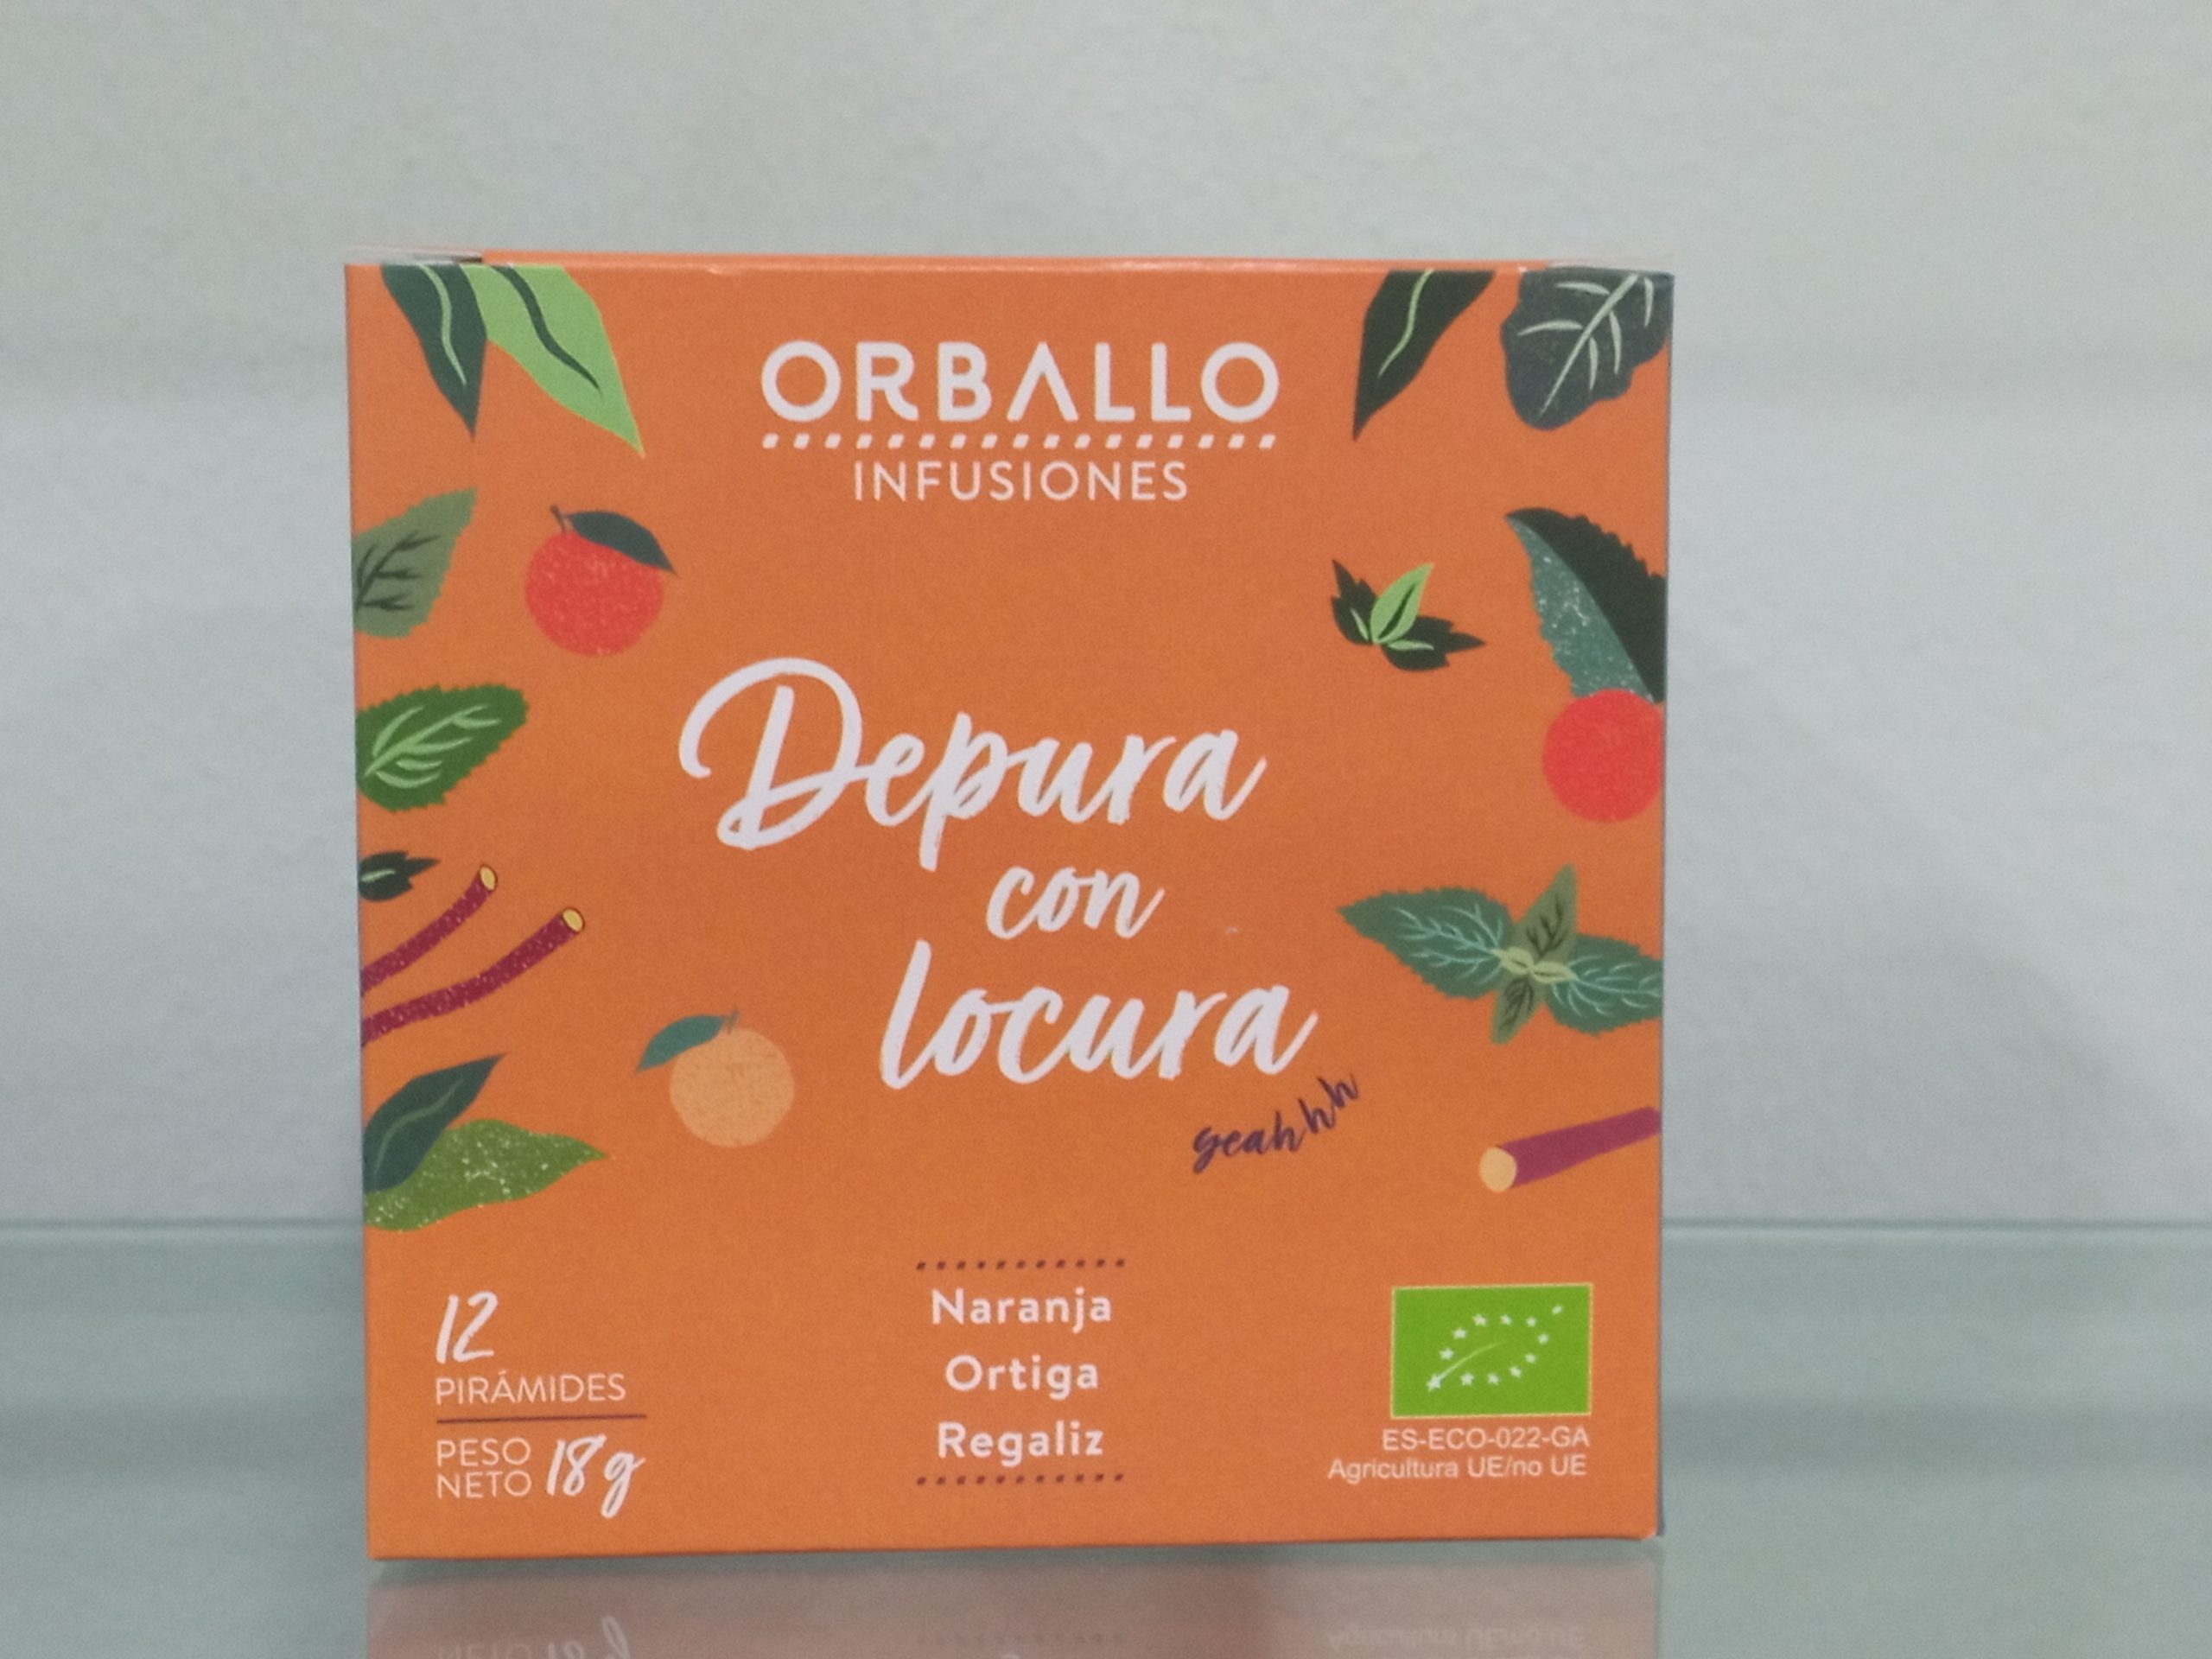 ORBALLO
INFUSIONES
Depura
con
locura
yeahhh
12
PIRÁMIDES
PESO
NETO 18g
Naranja
Ortiga
Regaliz
ES-ECO-022-GA
Agricultura UE/no UE